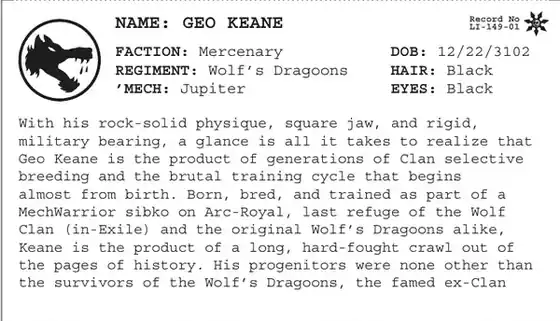 NAME: GEO KEANE
Record No
LI-149-01
FACTION: Mercenary
DOB: 12/22/3102
REGIMENT: Wolf's Dragoons
HAIR: Black
'MECH: Jupiter
EYES: Black
With his rock-solid physique, square jaw, and rigid,
military bearing, a glance is all it takes to realize that
Geo Keane is the product of generations of Clan selective
breeding and the brutal training cycle that begins
almost from birth. Born, bred, and trained as part of a
MechWarrior sibko on Arc-Royal, last refuge of the Wolf
Clan (in-Exile) and the original Wolf's Dragoons alike,
Keane is the product of a long, hard-fought crawl out of
the pages of history. His progenitors were none other than
the survivors of the Wolf's Dragoons, the famed ex-Clan